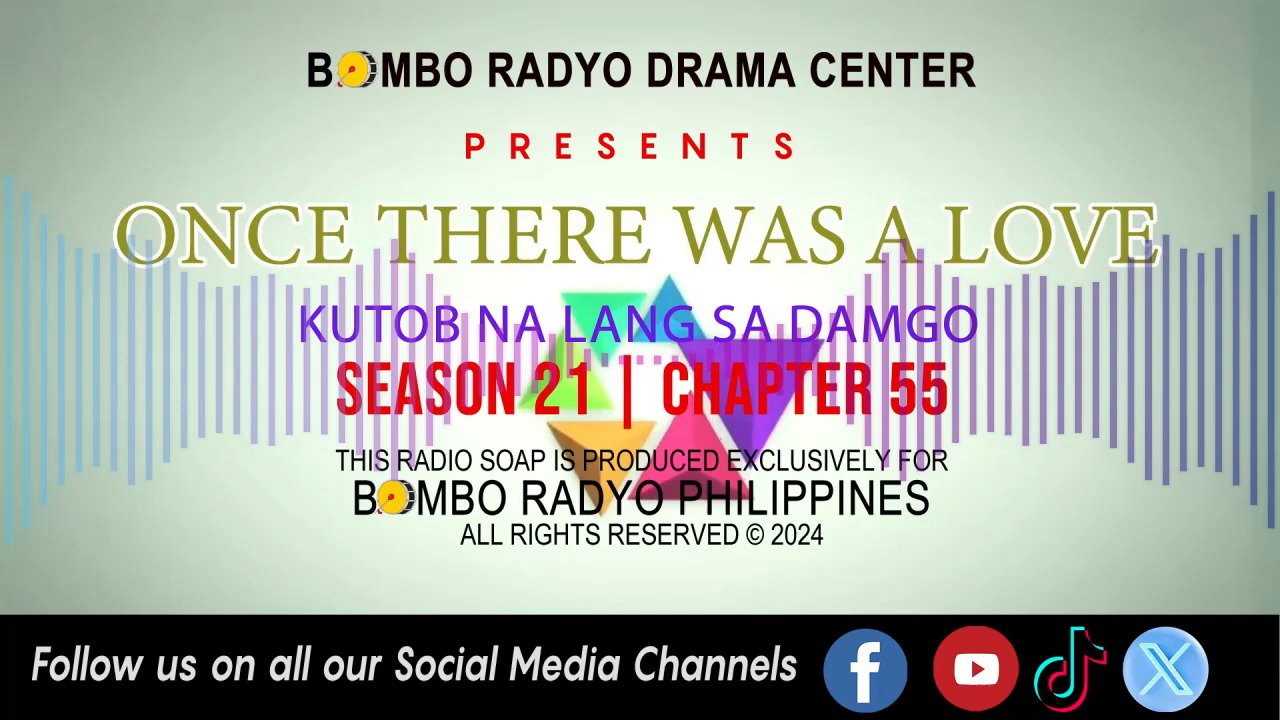 BOMBO RADYO DRAMA CENTER
PRESENTS
ONCE THERE WAS A LOVE
KUTOB NA LANG SA DAMGO
SEASON 21 | CHAPTER 55
THIS RADIO SOAP IS PRODUCED EXCLUSIVELY FOR
BOMBO RADYO PHILIPPINES
ALL RIGHTS RESERVED © 2024
Follow us on all our Social Media Channels